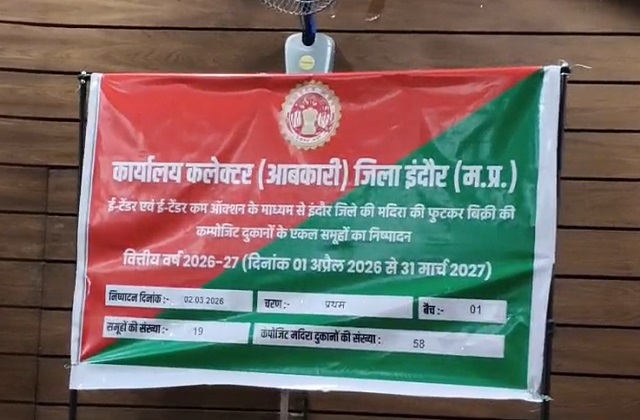 कार्यालय कलेक्टर (आबकारी) जिला इंदौर (म.प्र.)
ई-टेंडर एवं ई-टेंडर कम ऑक्शन के माध्यम से इंदौर जिले की मदिरा की फुटकर बिक्री की
कम्पोजिट दुकानों के एकल समूहों का निष्पादन
वित्तीय वर्ष 2026-27 (दिनांक 01 अप्रैल 2026 से 31 मार्च 2027)
निष्पादन दिनांक :- 02.03.2026 चरण :- प्रथम बैच :- 01
समूहों की संख्या :- 19 कंपोजिट मदिरा दुकानों की संख्या : 58